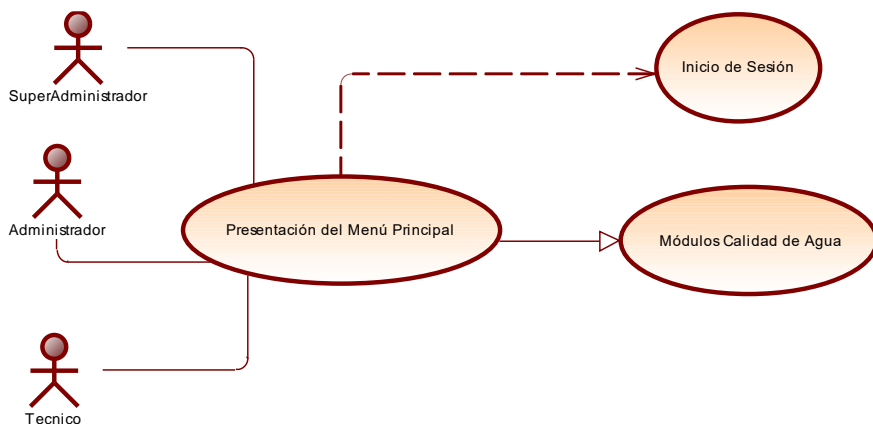 SuperAdministrador
Inicio de Sesión
Administrador
Presentación del Menú Principal
Módulos Calidad de Agua
Tecnico